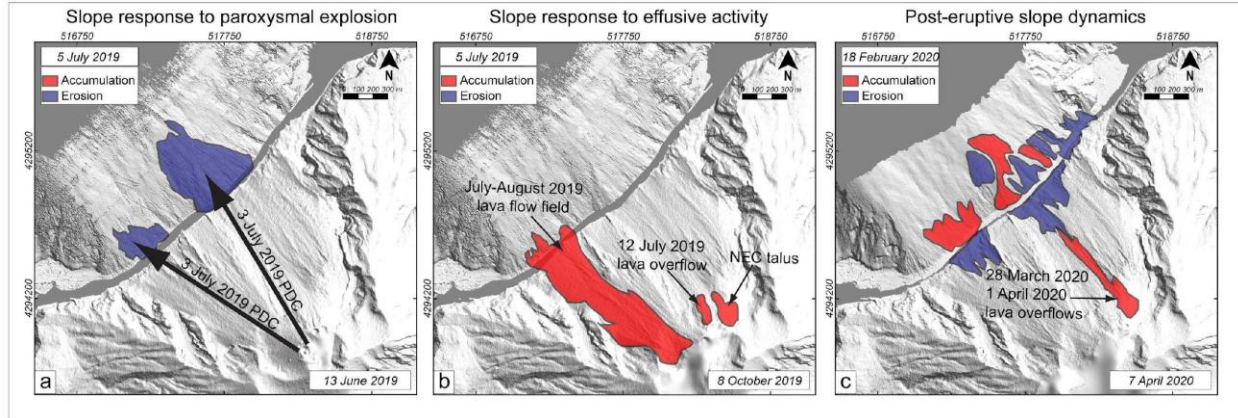 Slope response to paroxysmal explosion
516750
517750
518750
5 July 2019
Accumulation
Erosion
N
100 200 300 m
4295200
4294200
3 July 2019 PDC
3 July 2019 PDC
a
13 June 2019
Slope response to effusive activity
516750
517750
518750
5 July 2019
Accumulation
Erosion
N
100 200 300 m
4295200
4294200
July-August 2019
lava flow field
12 July 2019
lava overflow
NEC talus
b
8 October 2019
Post-eruptive slope dynamics
516750
517750
518750
18 February 2020
Accumulation
Erosion
N
100 200 300 m
4295200
4294200
28 March 2020
1 April 2020
lava overflows
c
7 April 2020